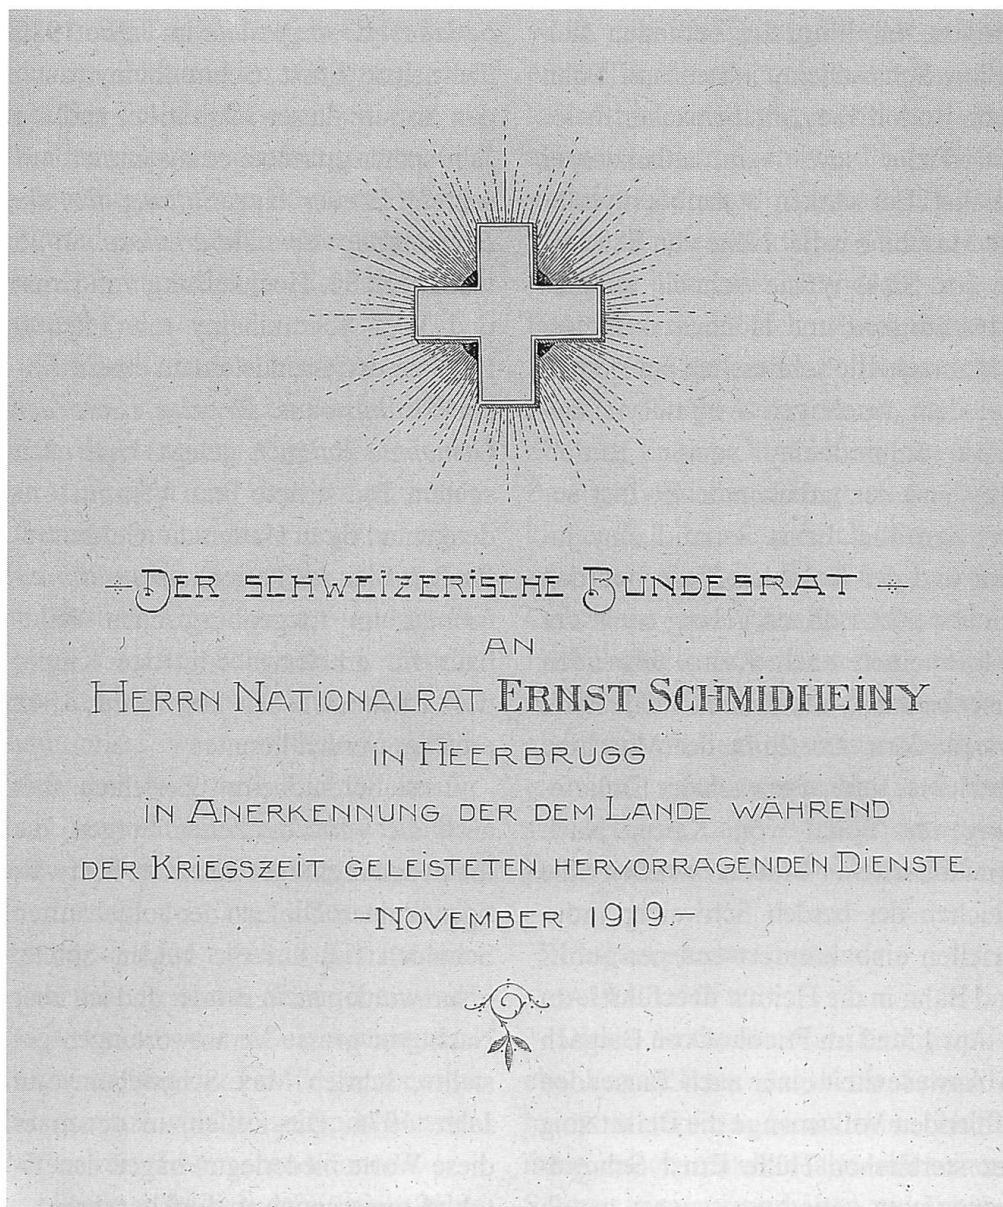 DER SCHWEIZERISCHE BUNDESRAT
AN
HERRN NATIONALRAT ERNST SCHMIDHEINY
IN HEERBRUGG
IN ANERKENNUNG DER DEM LANDE WÄHREND
DER KRIEGSZEIT GELEISTETEN HERVORRAGENDEN DIENSTE.
-NOVEMBER 1919.-